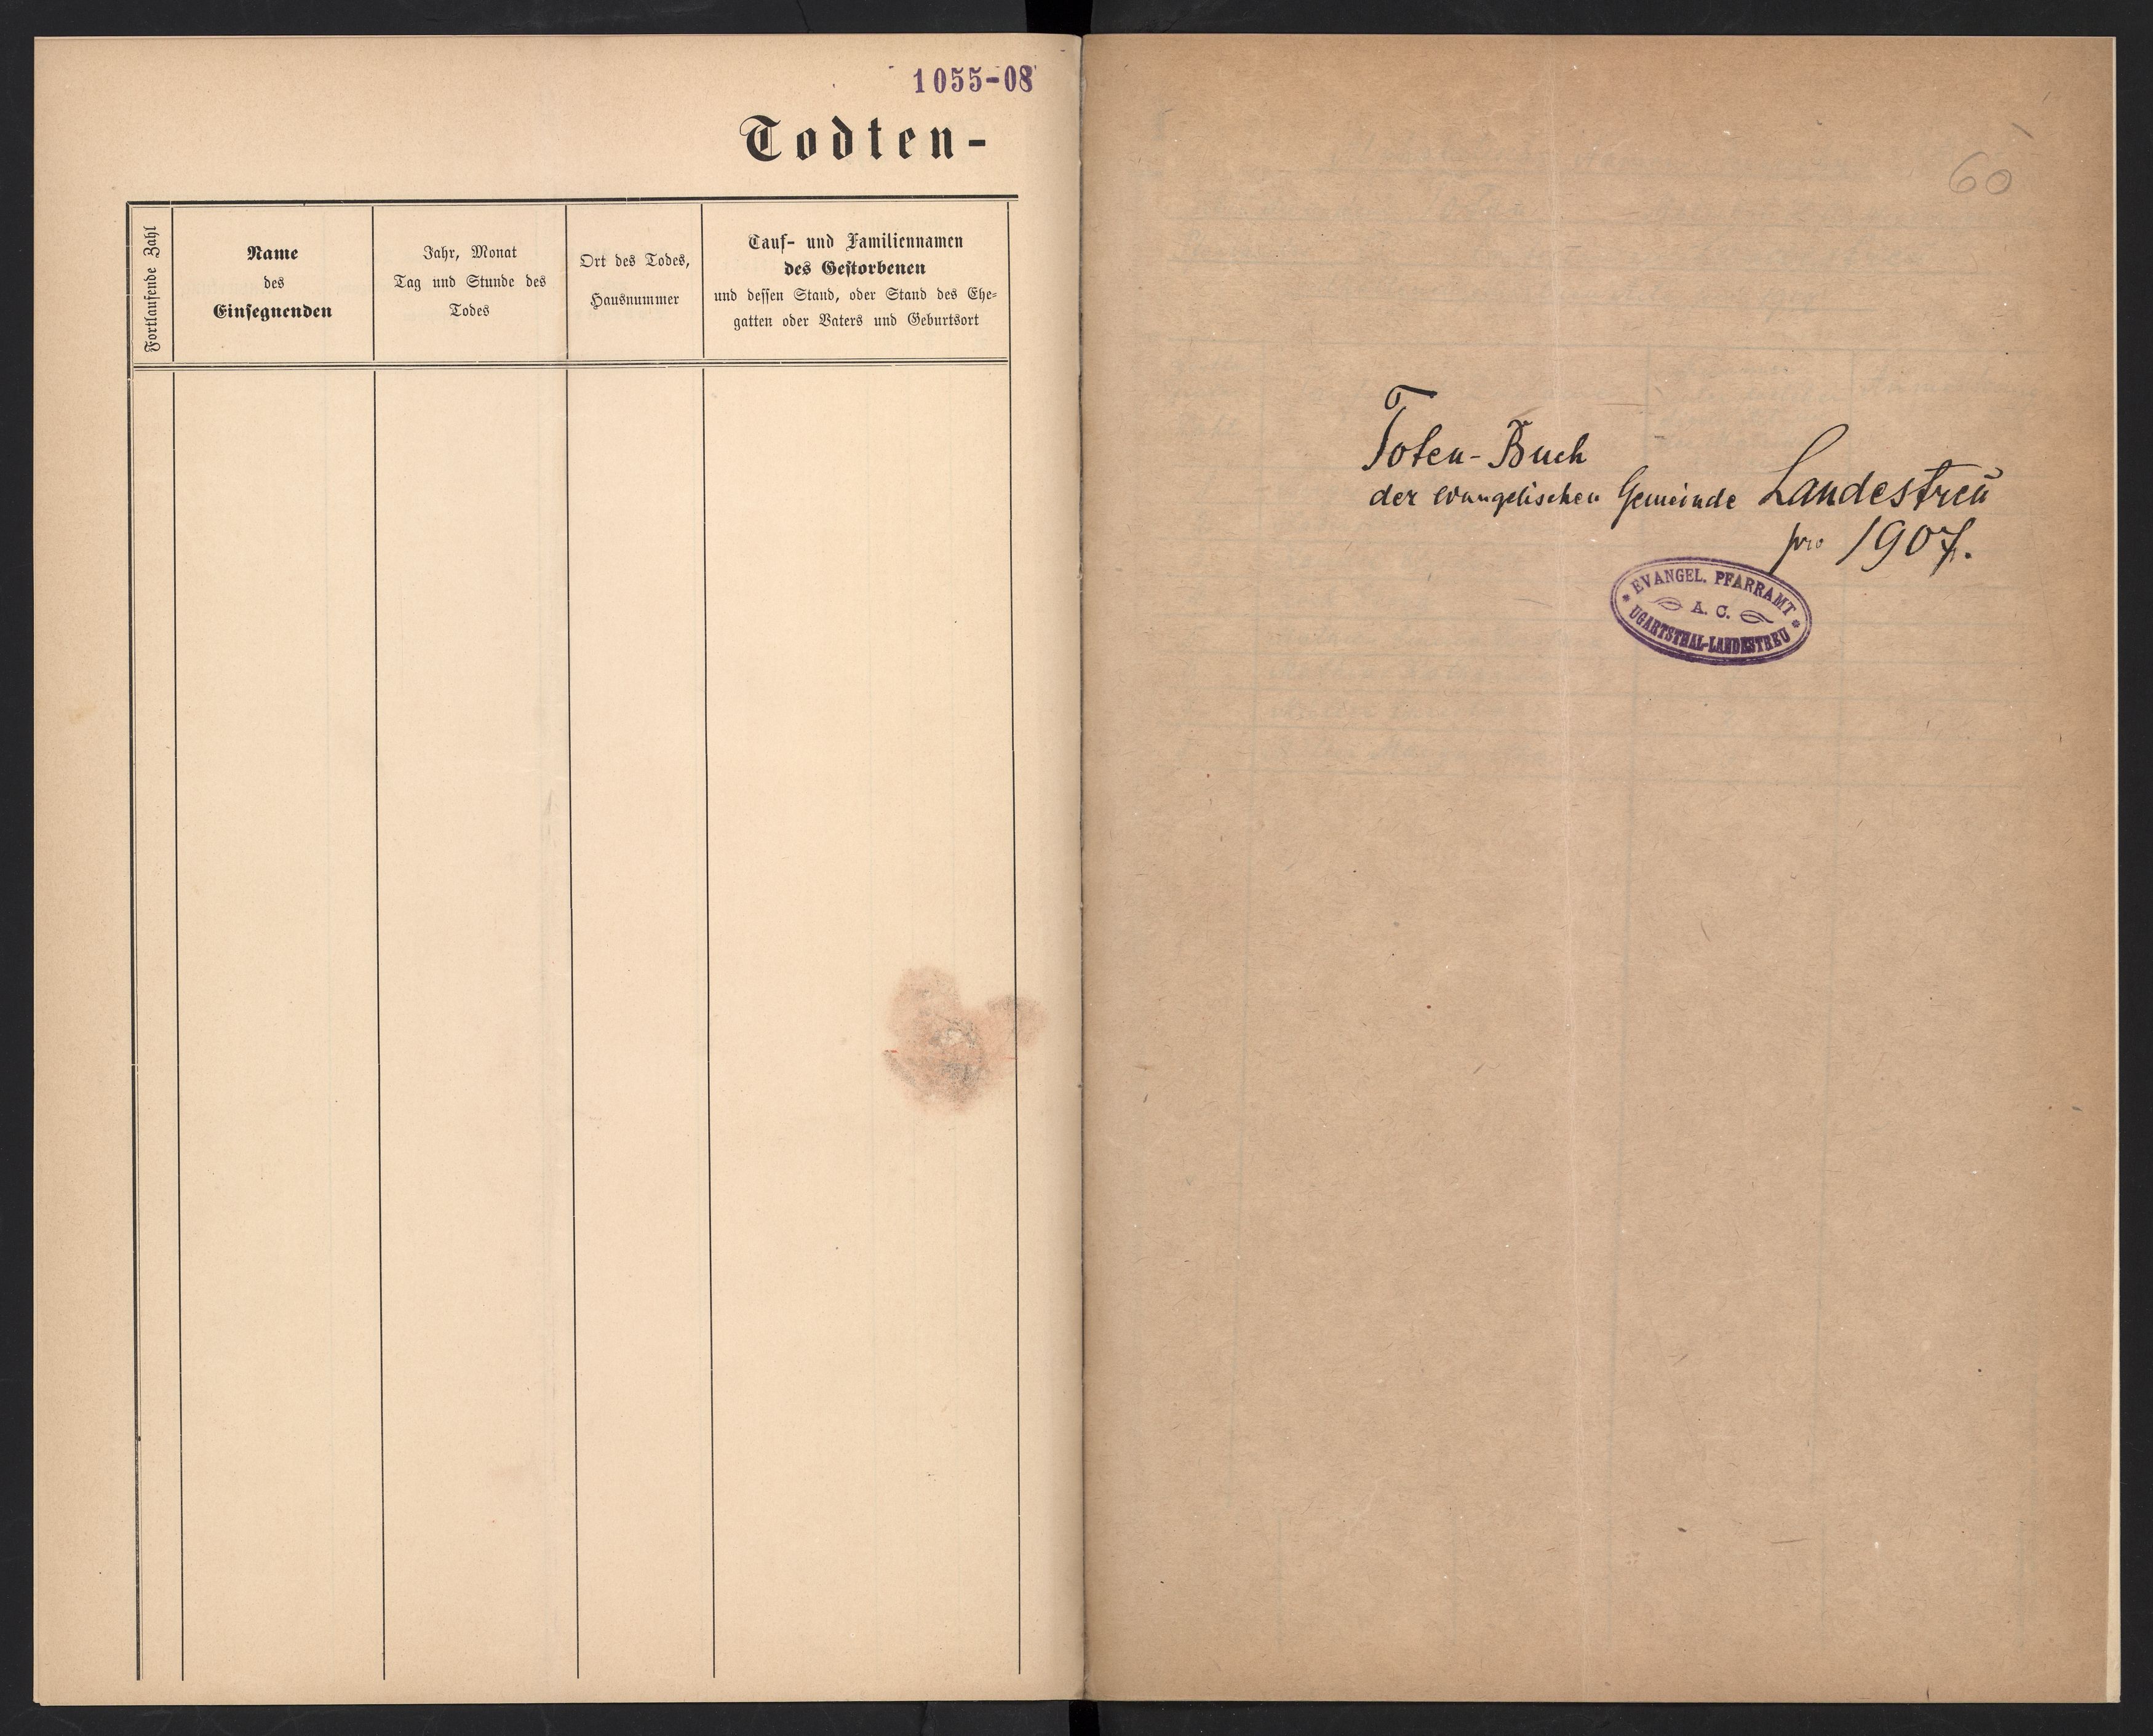 1055-08
Todten-
Fortlaufende Zahl
Name
des
Einsegnenden
Jahr, Monat
Tag und Stunde des
Todes
Ort des Todes,
Hausnummer
Tauf- und Familiennamen
des Gestorbenen
und dessen Stand, oder Stand des Ehe-
gatten oder Vaters und Geburtsort
60
Toten-Buch
der evangelischen Gemeinde Landestreu
pro 1907.
EVANGEL. PFARRAMT
A. C.
UGARTSTHAL-LANDESTREU